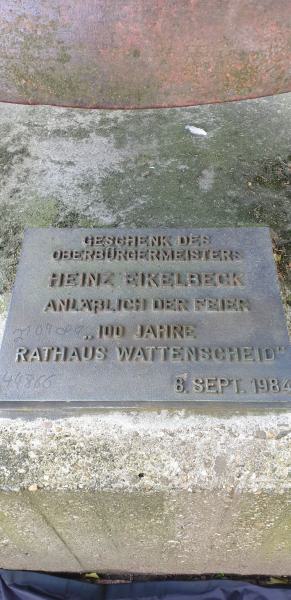 GESCHENK DES
OBERBÜRGERMEISTERS
HEINZ EIKELBECK
ANLÄßLICH DER FEIER
„100 JAHRE
RATHAUS WATTENSCHEID"
8. SEPT. 1984